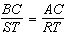 BC/ST = AC/RT